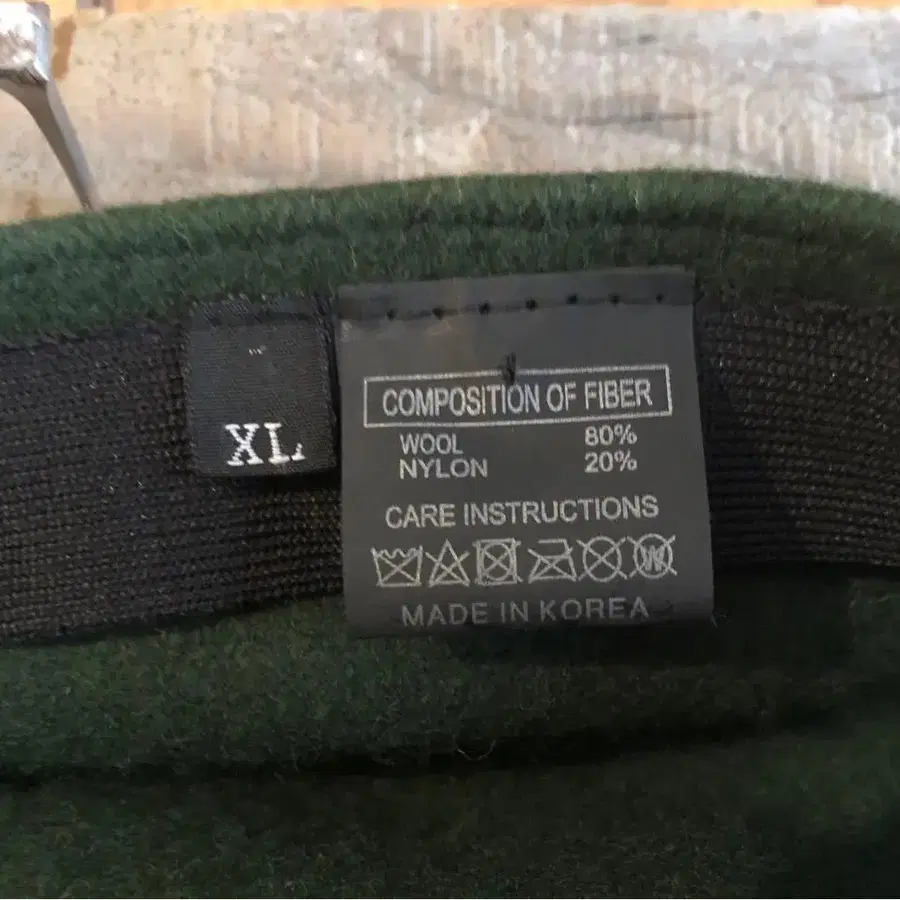 XL
COMPOSITION OF FIBER
WOOL 80%
NYLON 20%
CARE INSTRUCTIONS
W
MADE IN KOREA